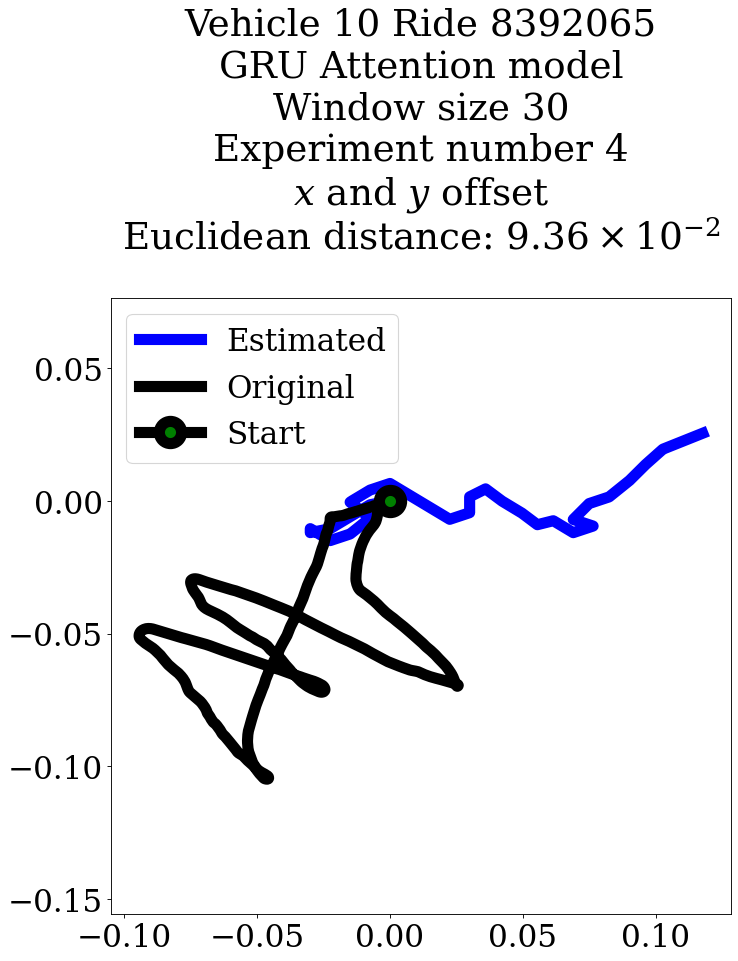 Vehicle 10 Ride 8392065
GRU Attention model
Window size 30
Experiment number 4
x and y offset
Euclidean distance: 9.36 × 10⁻²
Estimated
Original
Start
0.05
0.00
−0.05
−0.10
−0.15
−0.10 −0.05 0.00 0.05 0.10